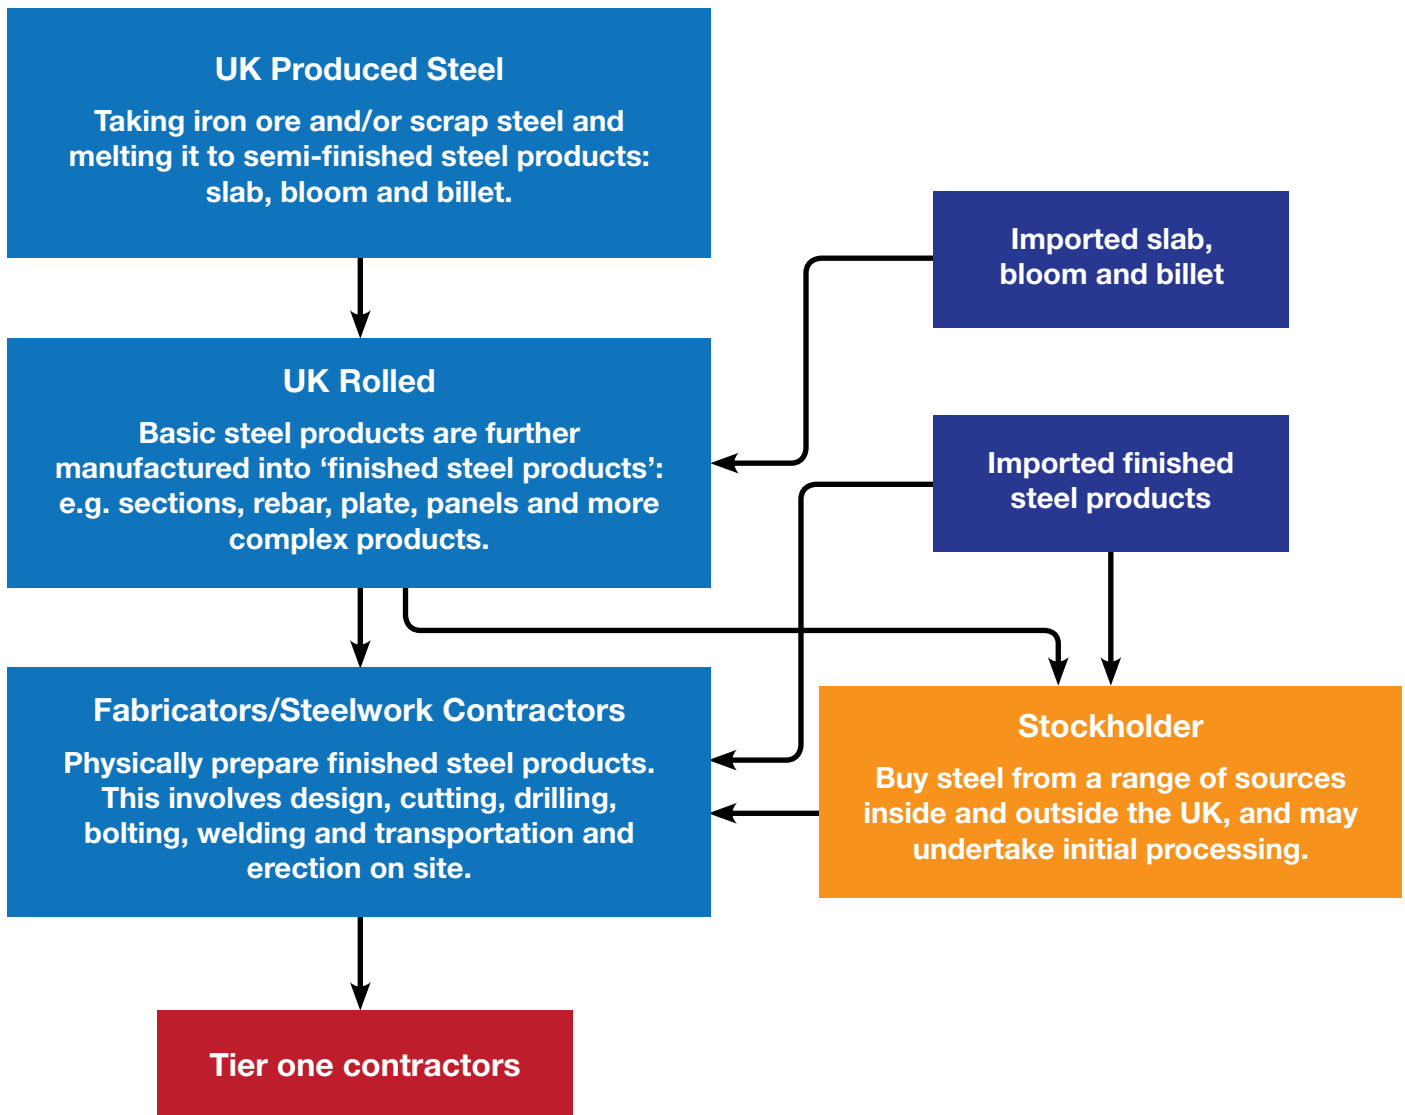 UK Produced Steel
Taking iron ore and/or scrap steel and
melting it to semi-finished steel products:
slab, bloom and billet.
Imported slab,
bloom and billet
UK Rolled
Basic steel products are further
manufactured into ‘finished steel products’:
e.g. sections, rebar, plate, panels and more
complex products.
Imported finished
steel products
Fabricators/Steelwork Contractors
Physically prepare finished steel products.
This involves design, cutting, drilling,
bolting, welding and transportation and
erection on site.
Stockholder
Buy steel from a range of sources
inside and outside the UK, and may
undertake initial processing.
Tier one contractors